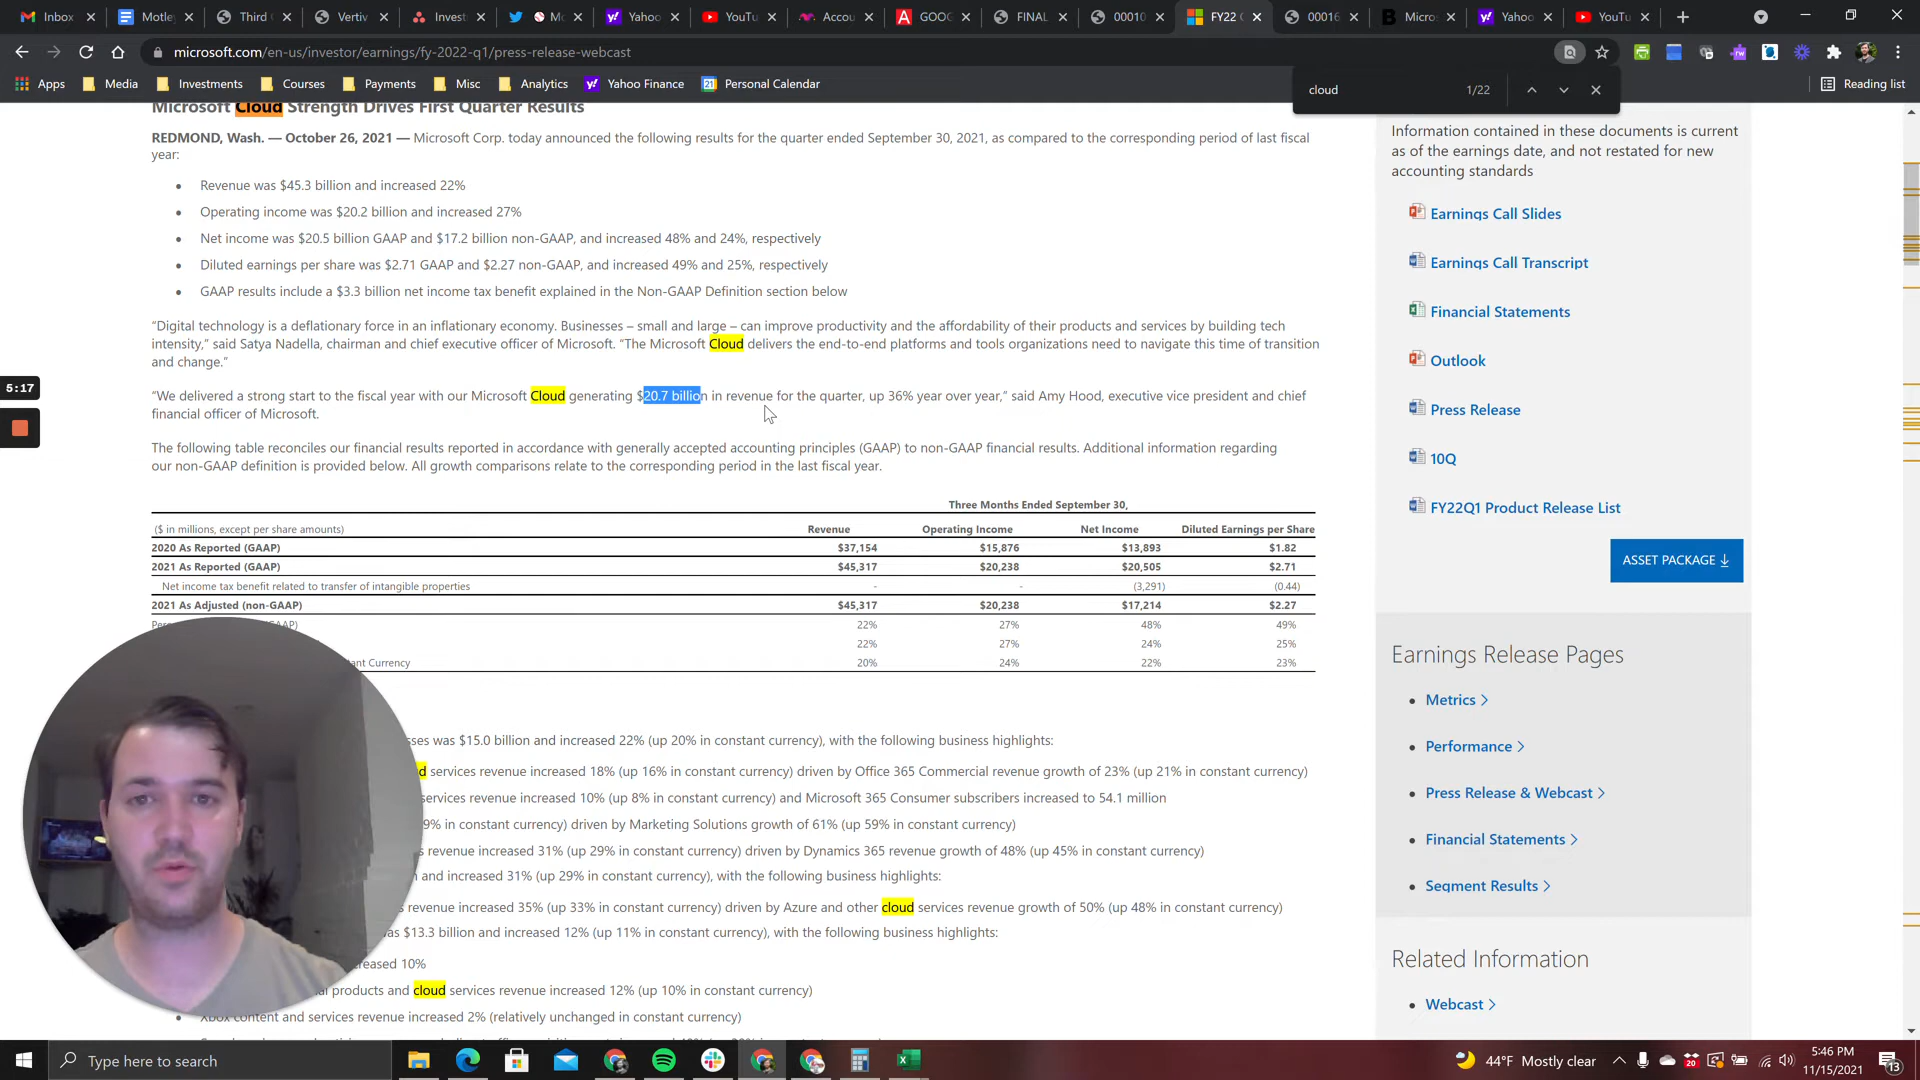 Inbox
Motley
Third
Vertiv
Invest
Mo
Yahoo
YouTu
Accou
GOOG
FINAL
00010
FY22
00016
Micros
Yahoo
YouTu
microsoft.com/en-us/investor/earnings/fy-2022-q1/press-release-webcast
Apps
Media
Investments
Courses
Payments
Misc
Analytics
Yahoo Finance
Personal Calendar
Reading list
cloud 1/22
Microsoft Cloud Strength Drives First Quarter Results
REDMOND, Wash. — October 26, 2021 — Microsoft Corp. today announced the following results for the quarter ended September 30, 2021, as compared to the corresponding period of last fiscal
year:
• Revenue was $45.3 billion and increased 22%
• Operating income was $20.2 billion and increased 27%
• Net income was $20.5 billion GAAP and $17.2 billion non-GAAP, and increased 48% and 24%, respectively
• Diluted earnings per share was $2.71 GAAP and $2.27 non-GAAP, and increased 49% and 25%, respectively
• GAAP results include a $3.3 billion net income tax benefit explained in the Non-GAAP Definition section below
“Digital technology is a deflationary force in an inflationary economy. Businesses – small and large – can improve productivity and the affordability of their products and services by building tech
intensity,” said Satya Nadella, chairman and chief executive officer of Microsoft. “The Microsoft Cloud delivers the end-to-end platforms and tools organizations need to navigate this time of transition
and change.”
“We delivered a strong start to the fiscal year with our Microsoft Cloud generating $20.7 billion in revenue for the quarter, up 36% year over year,” said Amy Hood, executive vice president and chief
financial officer of Microsoft.
The following table reconciles our financial results reported in accordance with generally accepted accounting principles (GAAP) to non-GAAP financial results. Additional information regarding
our non-GAAP definition is provided below. All growth comparisons relate to the corresponding period in the last fiscal year.
Three Months Ended September 30,
($ in millions, except per share amounts) Revenue Operating Income Net Income Diluted Earnings per Share
2020 As Reported (GAAP) $37,154 $15,876 $13,893 $1.82
2021 As Reported (GAAP) $45,317 $20,238 $20,505 $2.71
Net income tax benefit related to transfer of intangible properties - - (3,291) (0.44)
2021 As Adjusted (non-GAAP) $45,317 $20,238 $17,214 $2.27
22% 27% 48% 49%
22% 27% 24% 25%
Currency 20% 24% 22% 23%
was $15.0 billion and increased 22% (up 20% in constant currency), with the following business highlights:
services revenue increased 18% (up 16% in constant currency) driven by Office 365 Commercial revenue growth of 23% (up 21% in constant currency)
services revenue increased 10% (up 8% in constant currency) and Microsoft 365 Consumer subscribers increased to 54.1 million
9% in constant currency) driven by Marketing Solutions growth of 61% (up 59% in constant currency)
revenue increased 31% (up 29% in constant currency) driven by Dynamics 365 revenue growth of 48% (up 45% in constant currency)
and increased 31% (up 29% in constant currency), with the following business highlights:
revenue increased 35% (up 33% in constant currency) driven by Azure and other cloud services revenue growth of 50% (up 48% in constant currency)
$13.3 billion and increased 12% (up 11% in constant currency), with the following business highlights:
10%
products and cloud services revenue increased 12% (up 10% in constant currency)
• Xbox content and services revenue increased 2% (relatively unchanged in constant currency)
Information contained in these documents is current
as of the earnings date, and not restated for new
accounting standards
Earnings Call Slides
Earnings Call Transcript
Financial Statements
Outlook
Press Release
10Q
FY22Q1 Product Release List
ASSET PACKAGE
Earnings Release Pages
• Metrics
• Performance
• Press Release & Webcast
• Financial Statements
• Segment Results
Related Information
• Webcast
5:17
Type here to search
20
44°F Mostly clear
5:46 PM
11/15/2021
13